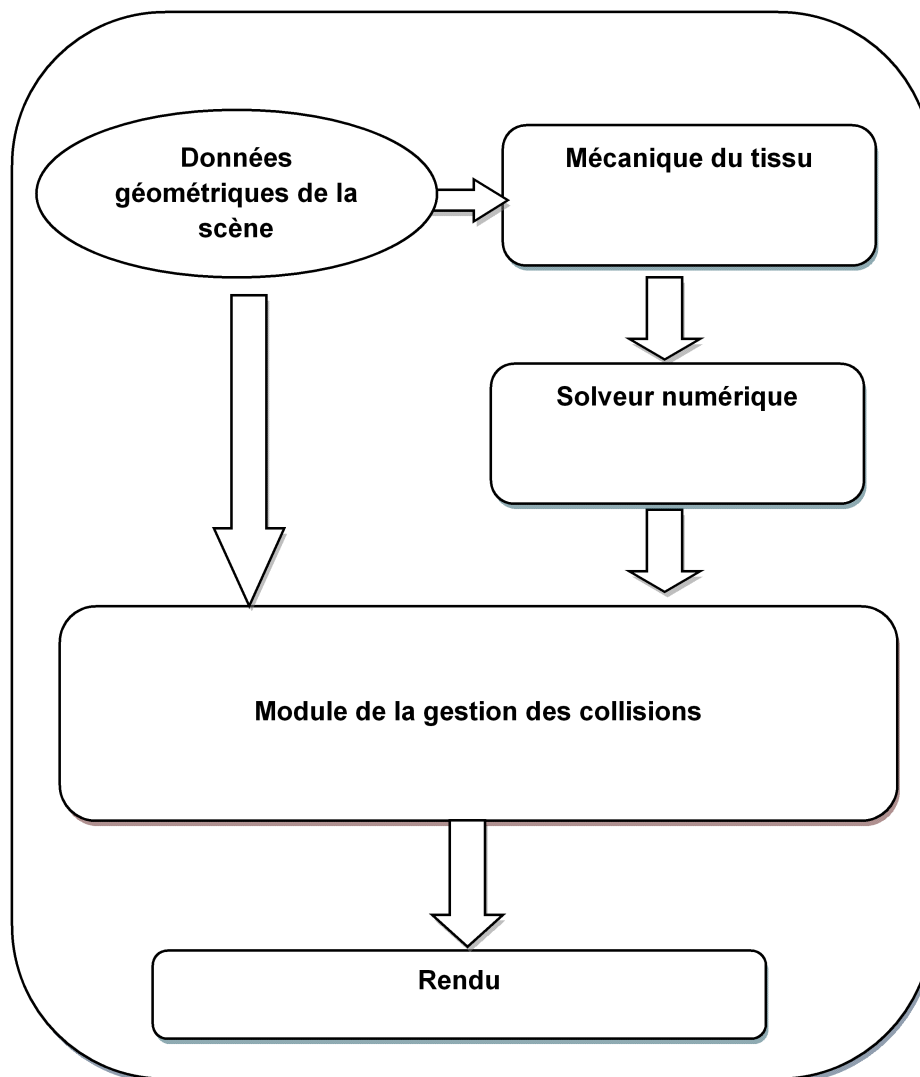 Données
géométriques de la
scène
Mécanique du tissu
Solveur numérique
Module de la gestion des collisions
Rendu